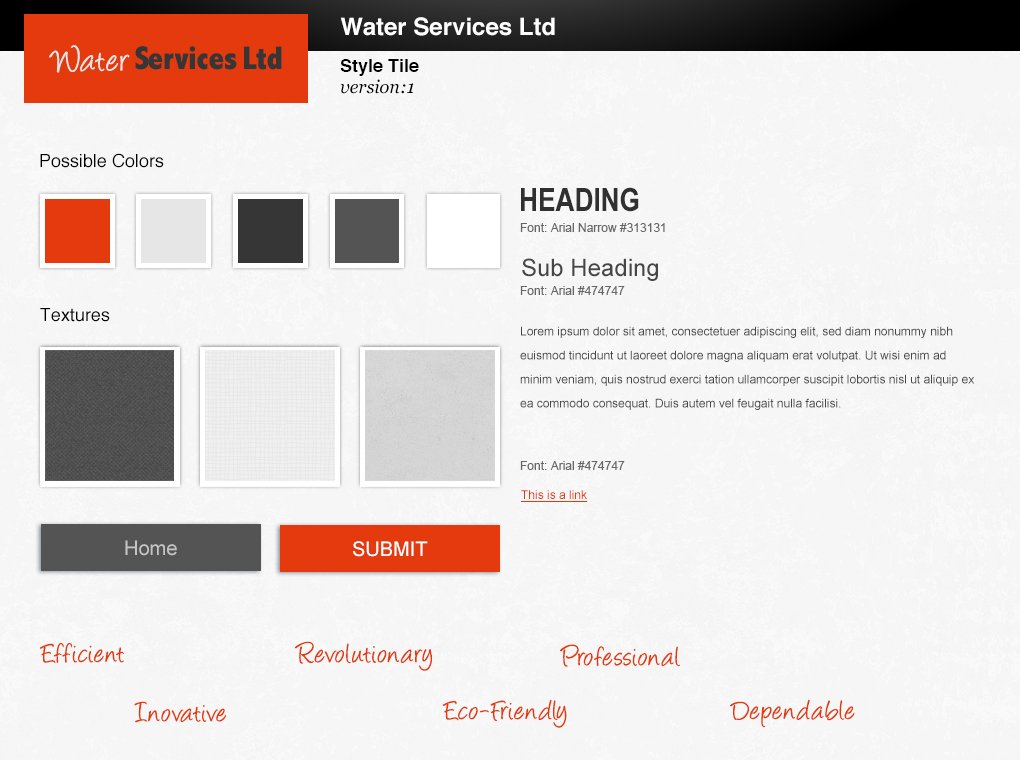 Water Services Ltd
Water Services Ltd
Style Tile
version:1
Possible Colors
HEADING
Font: Arial Narrow #313131
Sub Heading
Font: Arial #474747
Textures
Lorem ipsum dolor sit amet, consectetuer adipiscing elit, sed diam nonummy nibh
euismod tincidunt ut laoreet dolore magna aliquam erat volutpat. Ut wisi enim ad
minim veniam, quis nostrud exerci tation ullamcorper suscipit lobortis nisl ut aliquip ex
ea commodo consequat. Duis autem vel feugait nulla facilisi.
Font: Arial #474747
This is a link
Home
SUBMIT
Efficient
Revolutionary
Professional
Inovative
Eco-Friendly
Dependable